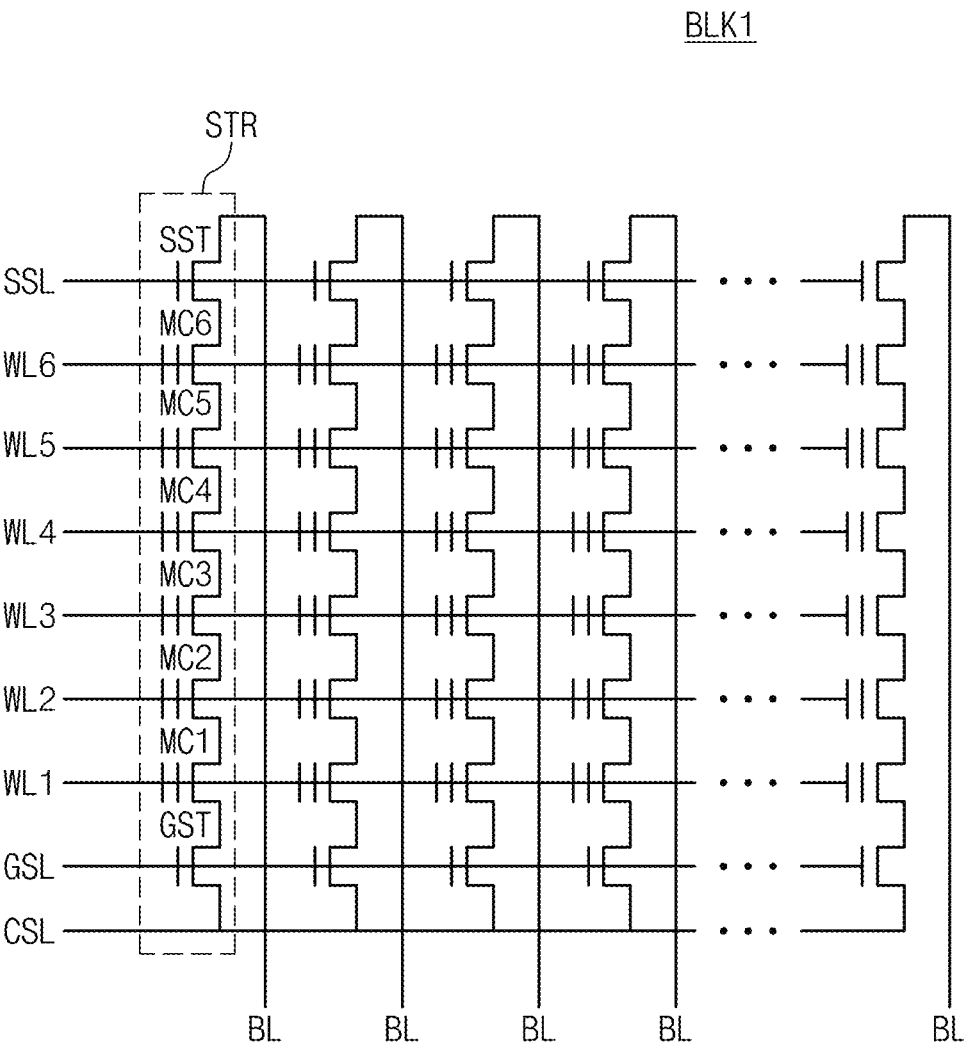 BLK1
STR
SST
SSL
MC6
WL6
MC5
WL5
MC4
WL4
MC3
WL3
MC2
WL2
MC1
WL1
GST
GSL
CSL
BL BL BL BL BL